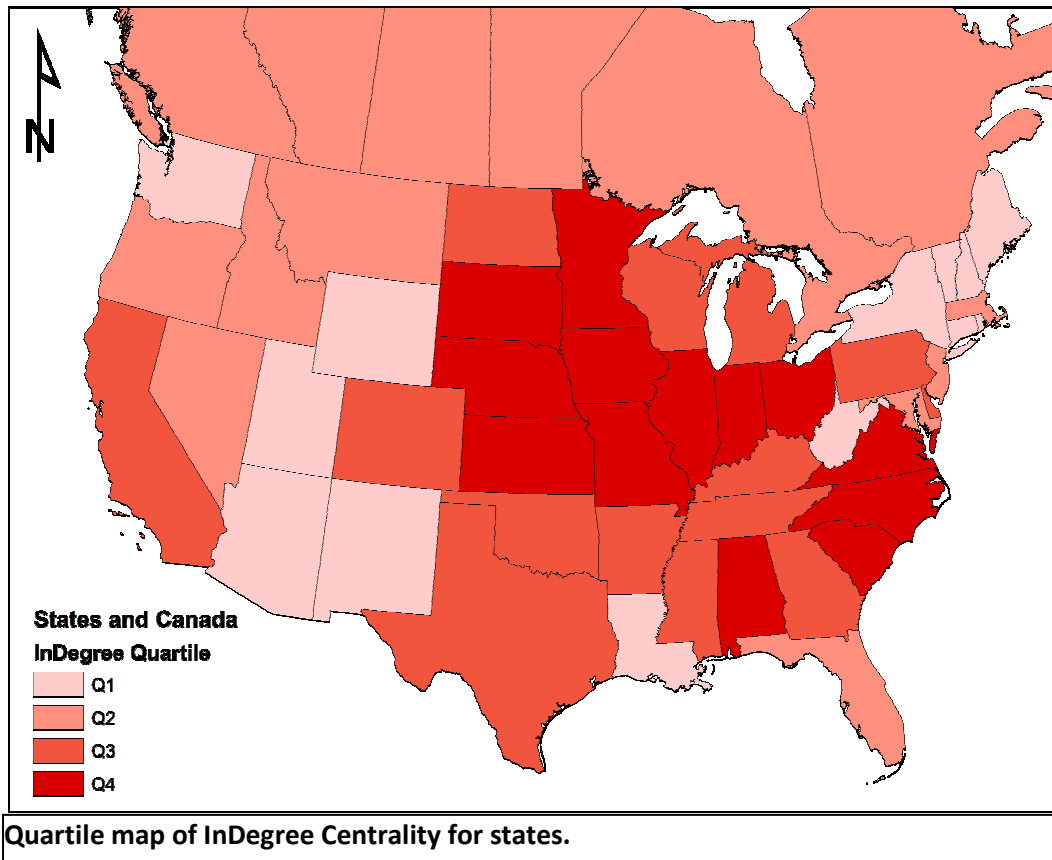 N
States and Canada
InDegree Quartile
Q1
Q2
Q3
Q4
Quartile map of InDegree Centrality for states.